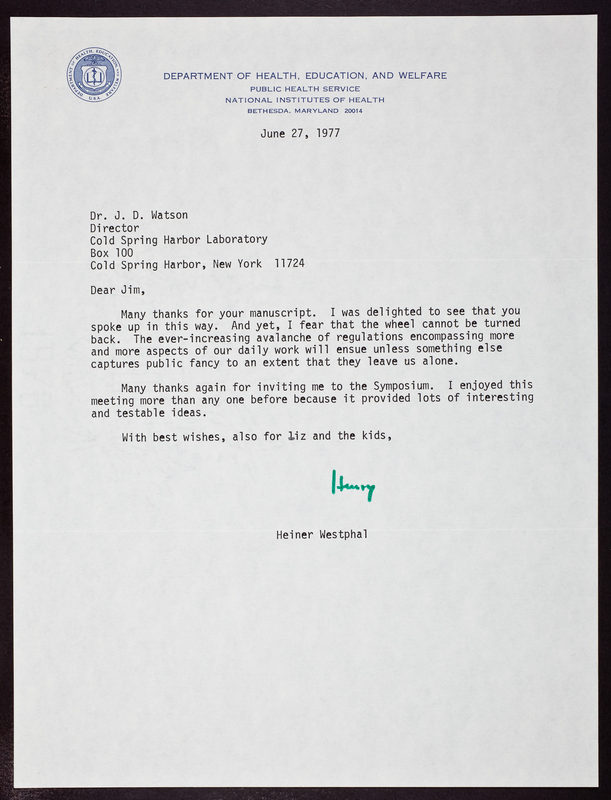 DEPARTMENT OF HEALTH, EDUCATION, AND WELFARE
PUBLIC HEALTH SERVICE
NATIONAL INSTITUTES OF HEALTH
BETHESDA, MARYLAND 20014
DEPARTMENT OF HEALTH, EDUCATION, AND WELFARE
U.S.A.
June 27, 1977
Dr. J. D. Watson
Director
Cold Spring Harbor Laboratory
Box 100
Cold Spring Harbor, New York 11724
Dear Jim,
Many thanks for your manuscript. I was delighted to see that you
spoke up in this way. And yet, I fear that the wheel cannot be turned
back. The ever-increasing avalanche of regulations encompassing more
and more aspects of our daily work will ensue unless something else
captures public fancy to an extent that they leave us alone.
Many thanks again for inviting me to the Symposium. I enjoyed this
meeting more than any one before because it provided lots of interesting
and testable ideas.
With best wishes, also for liz and the kids,
Henry
Heiner Westphal